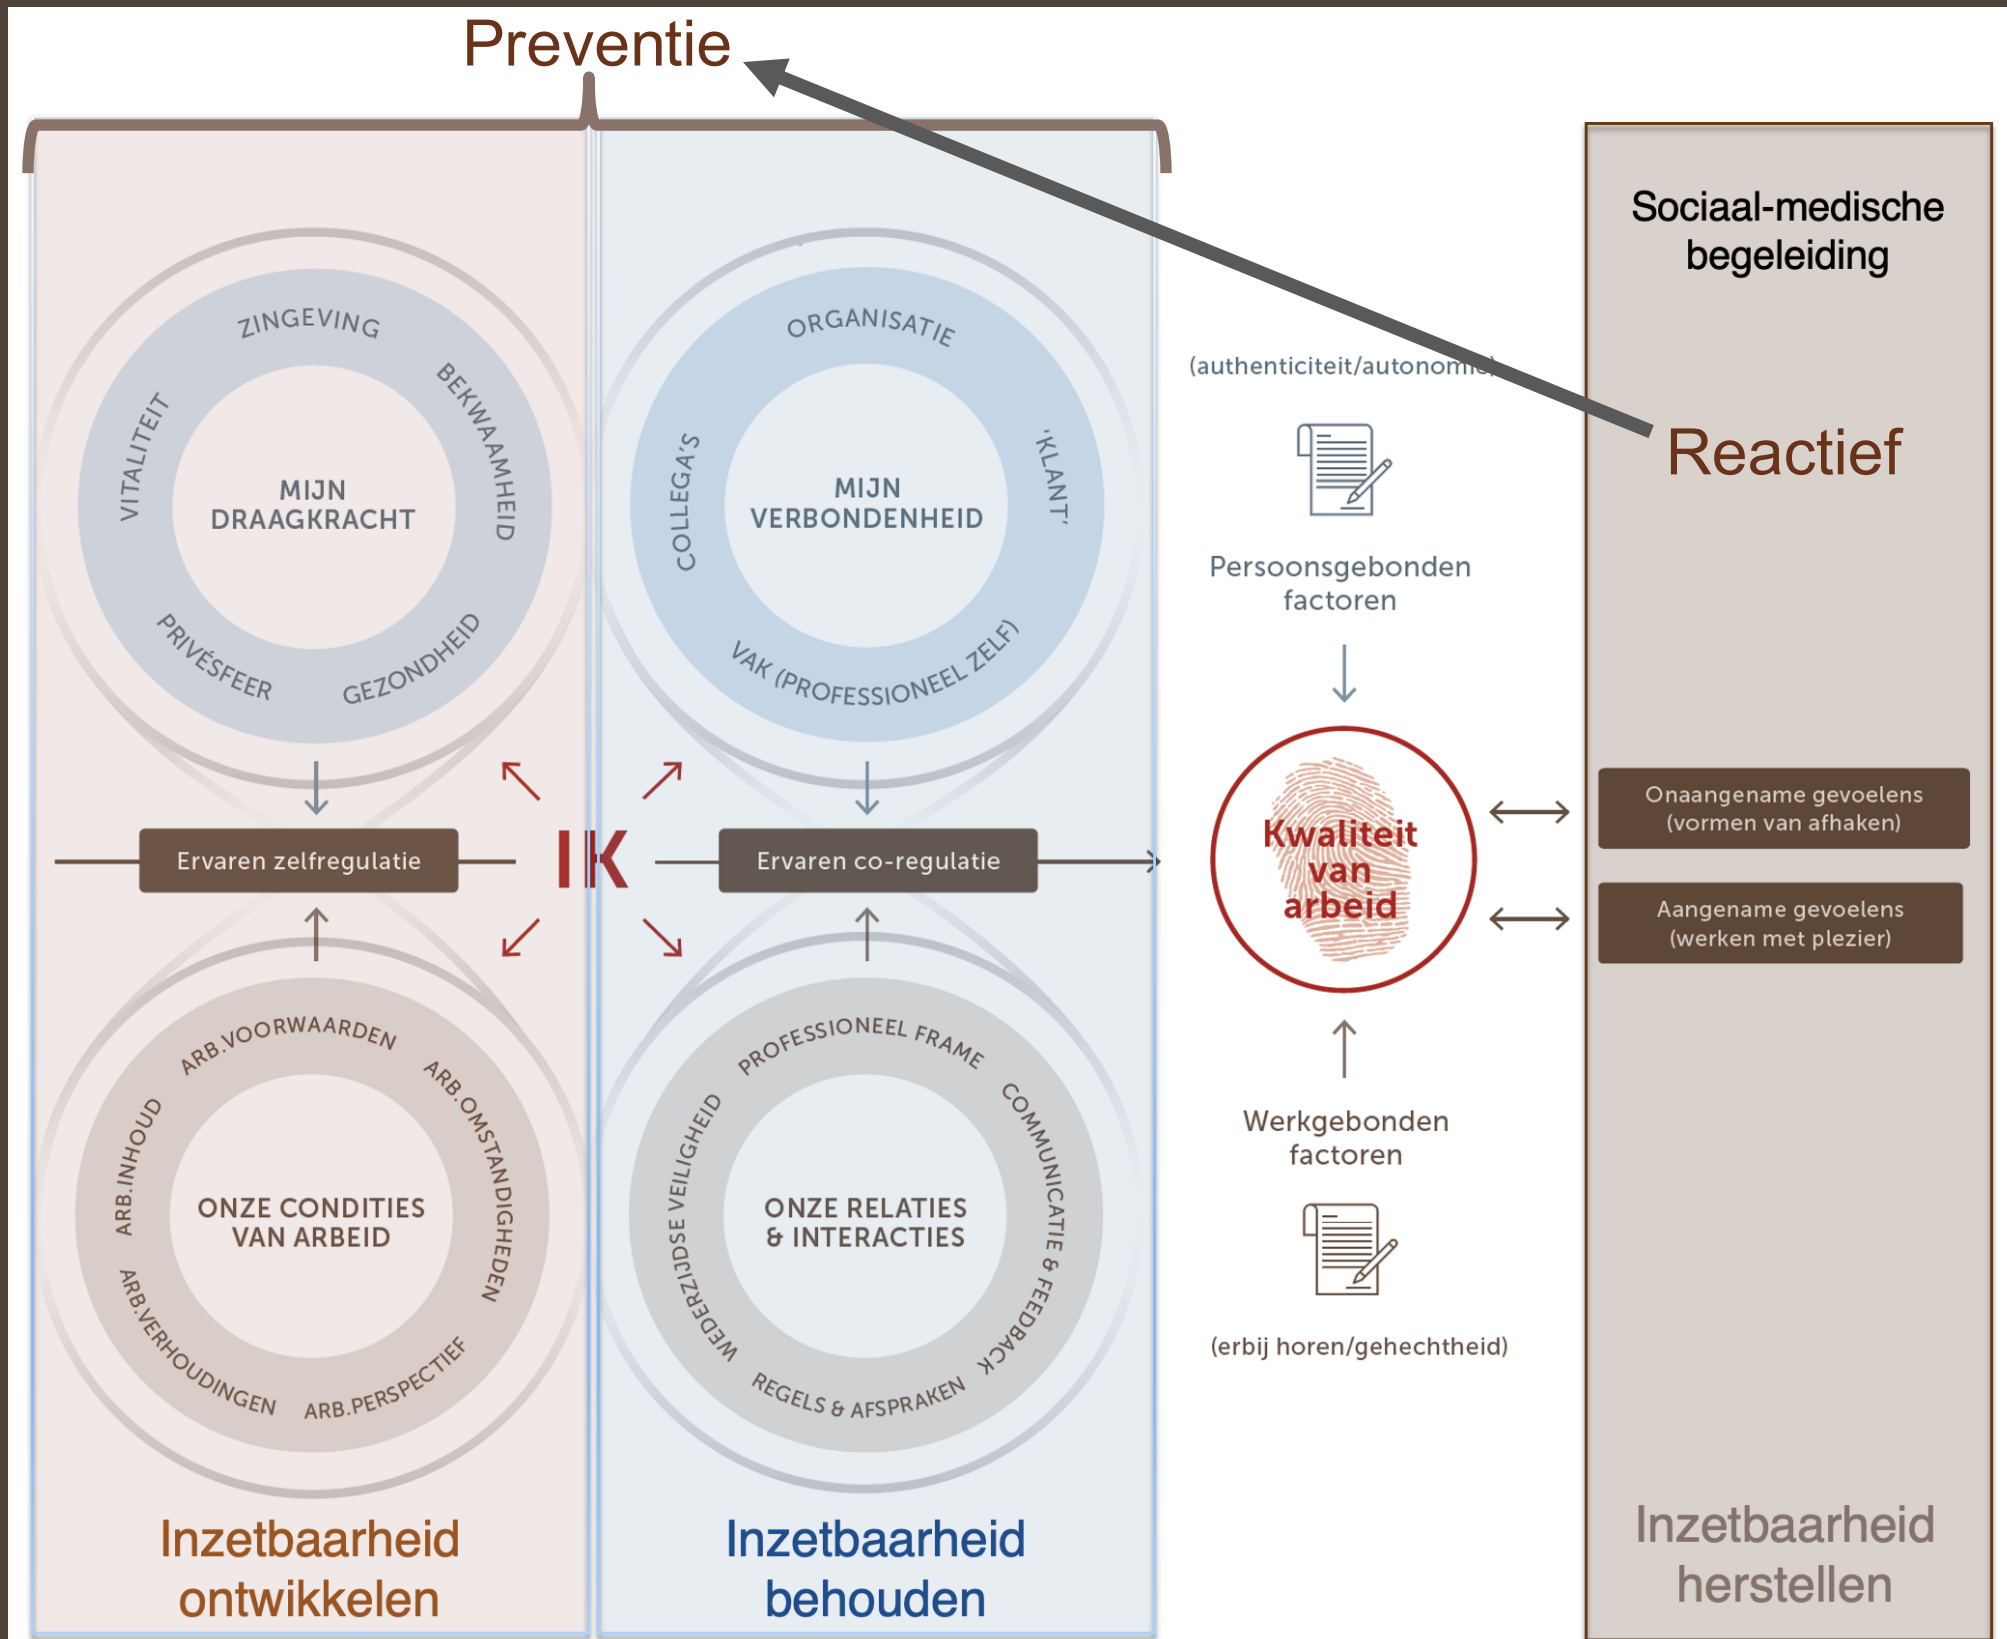 Preventie
ZINGEVING
BEKWAAMHEID
VITALITEIT
PRIVÉSFEER
GEZONDHEID
MIJN
DRAAGKRACHT
ORGANISATIE
COLLEGA'S
'KLANT'
VAK (PROFESSIONEEL ZELF)
MIJN
VERBONDENHEID
Ervaren zelfregulatie
IK
Ervaren co-regulatie
ARB.VOORWAARDEN
ARB.OMSTANDIGHEDEN
ARB.INHOUD
ARB.VERHOUDINGEN
ARB.PERSPECTIEF
ONZE CONDITIES
VAN ARBEID
PROFESSIONEEL FRAME
COMMUNICATIE & FEEDBACK
WEDERZIJDSE VEILIGHEID
REGELS & AFSPRAKEN
ONZE RELATIES
& INTERACTIES
Inzetbaarheid
ontwikkelen
Inzetbaarheid
behouden
(authenticiteit/autonomie)
Persoonsgebonden
factoren
Kwaliteit
van
arbeid
Werkgebonden
factoren
(erbij horen/gehechtheid)
Sociaal-medische
begeleiding
Reactief
Onaangename gevoelens
(vormen van afhaken)
Aangename gevoelens
(werken met plezier)
Inzetbaarheid
herstellen